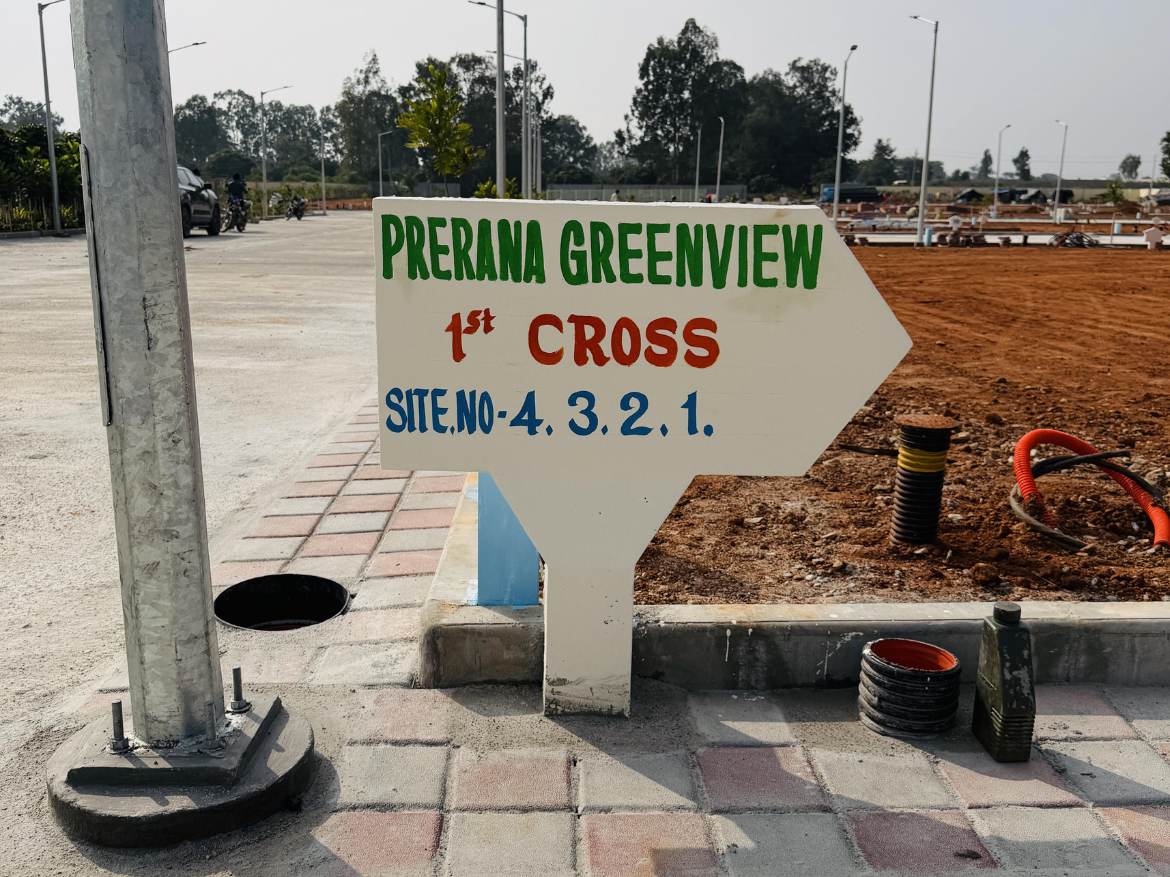 PRERANA GREENVIEW
1st CROSS
SITE.NO-4. 3. 2. 1.